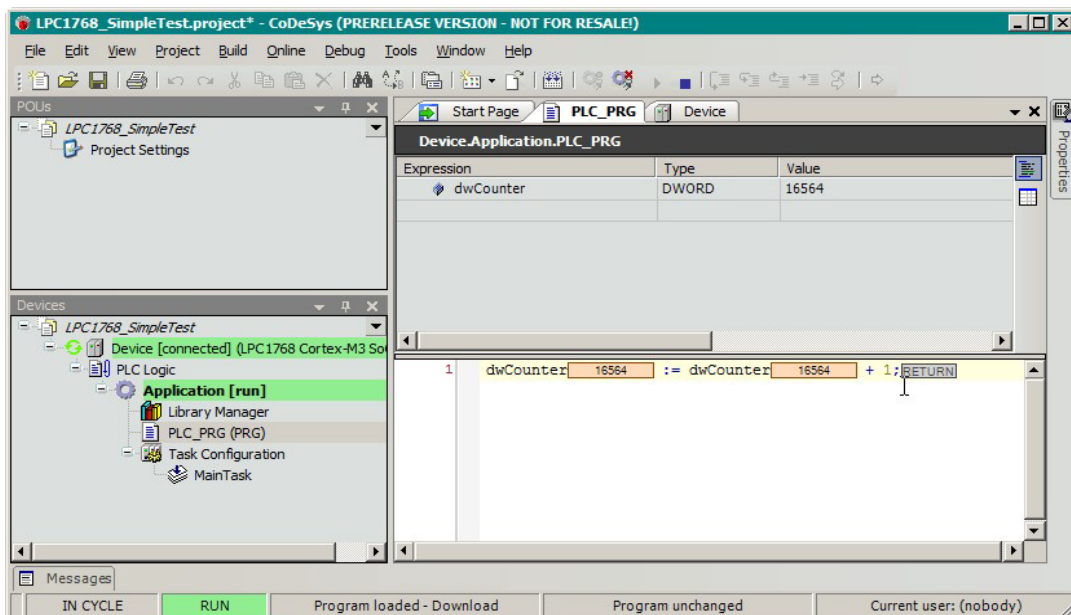 LPC1768_SimpleTest.project* - CoDeSys (PRERELEASE VERSION - NOT FOR RESALE!)
File Edit View Project Build Online Debug Tools Window Help
POUs
LPC1768_SimpleTest
Project Settings
Devices
LPC1768_SimpleTest
Device [connected] (LPC1768 Cortex-M3 So
PLC Logic
Application [run]
Library Manager
PLC_PRG (PRG)
Task Configuration
MainTask
Start Page PLC_PRG Device
Device.Application.PLC_PRG
Expression Type Value
dwCounter DWORD 16564
1 dwCounter 16564 := dwCounter 16564 + 1;RETURN
Properties
Messages
IN CYCLE RUN Program loaded - Download Program unchanged Current user: (nobody)